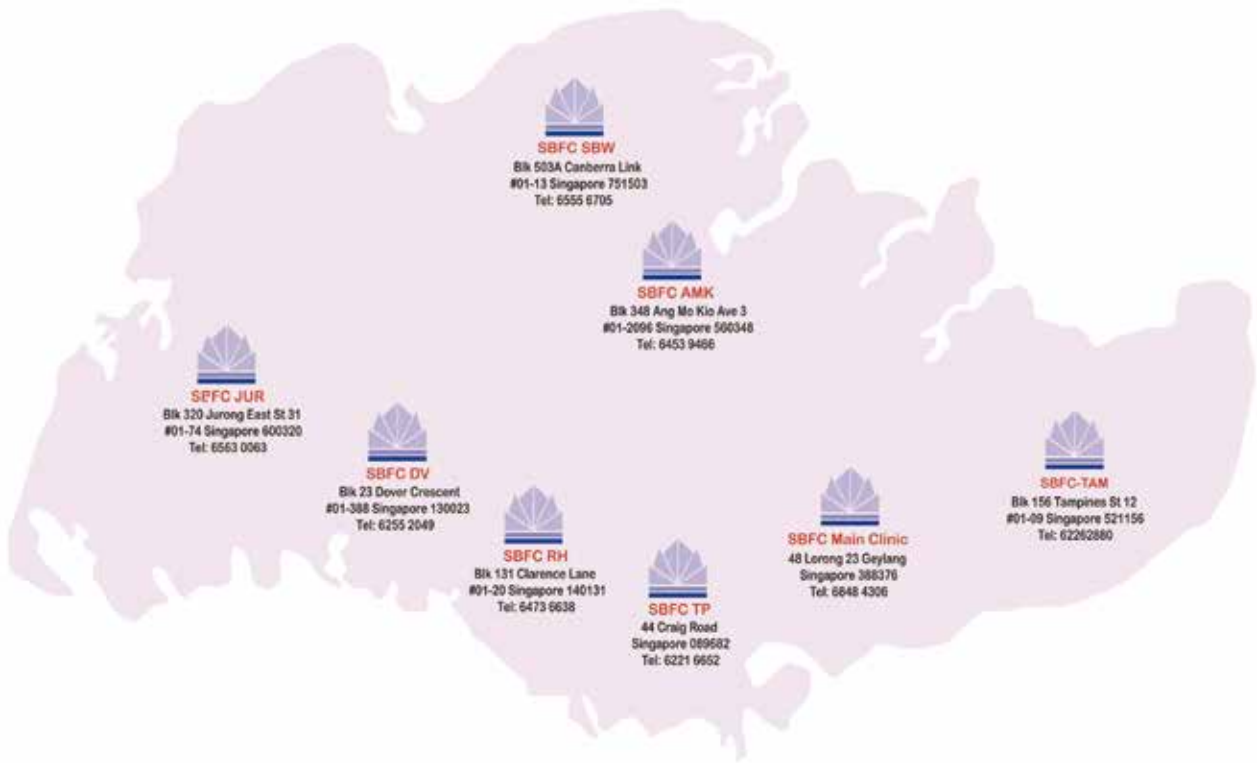 SBFC SBW
Blk 503A Canberra Link
#01-13 Singapore 751503
Tel: 6555 6705
SBFC AMK
Blk 348 Ang Mo Kio Ave 3
#01-2096 Singapore 560348
Tel: 6453 9466
SBFC JUR
Blk 320 Jurong East St 31
#01-74 Singapore 600320
Tel: 6563 0063
SBFC DV
Blk 23 Dover Crescent
#01-388 Singapore 130023
Tel: 6255 2049
SBFC RH
Blk 131 Clarence Lane
#01-20 Singapore 140131
Tel: 6473 6638
SBFC TP
44 Craig Road
Singapore 089682
Tel: 6221 6652
SBFC Main Clinic
48 Lorong 23 Geylang
Singapore 388376
Tel: 6848 4306
SBFC-TAM
Blk 156 Tampines St 12
#01-09 Singapore 521156
Tel: 62262880